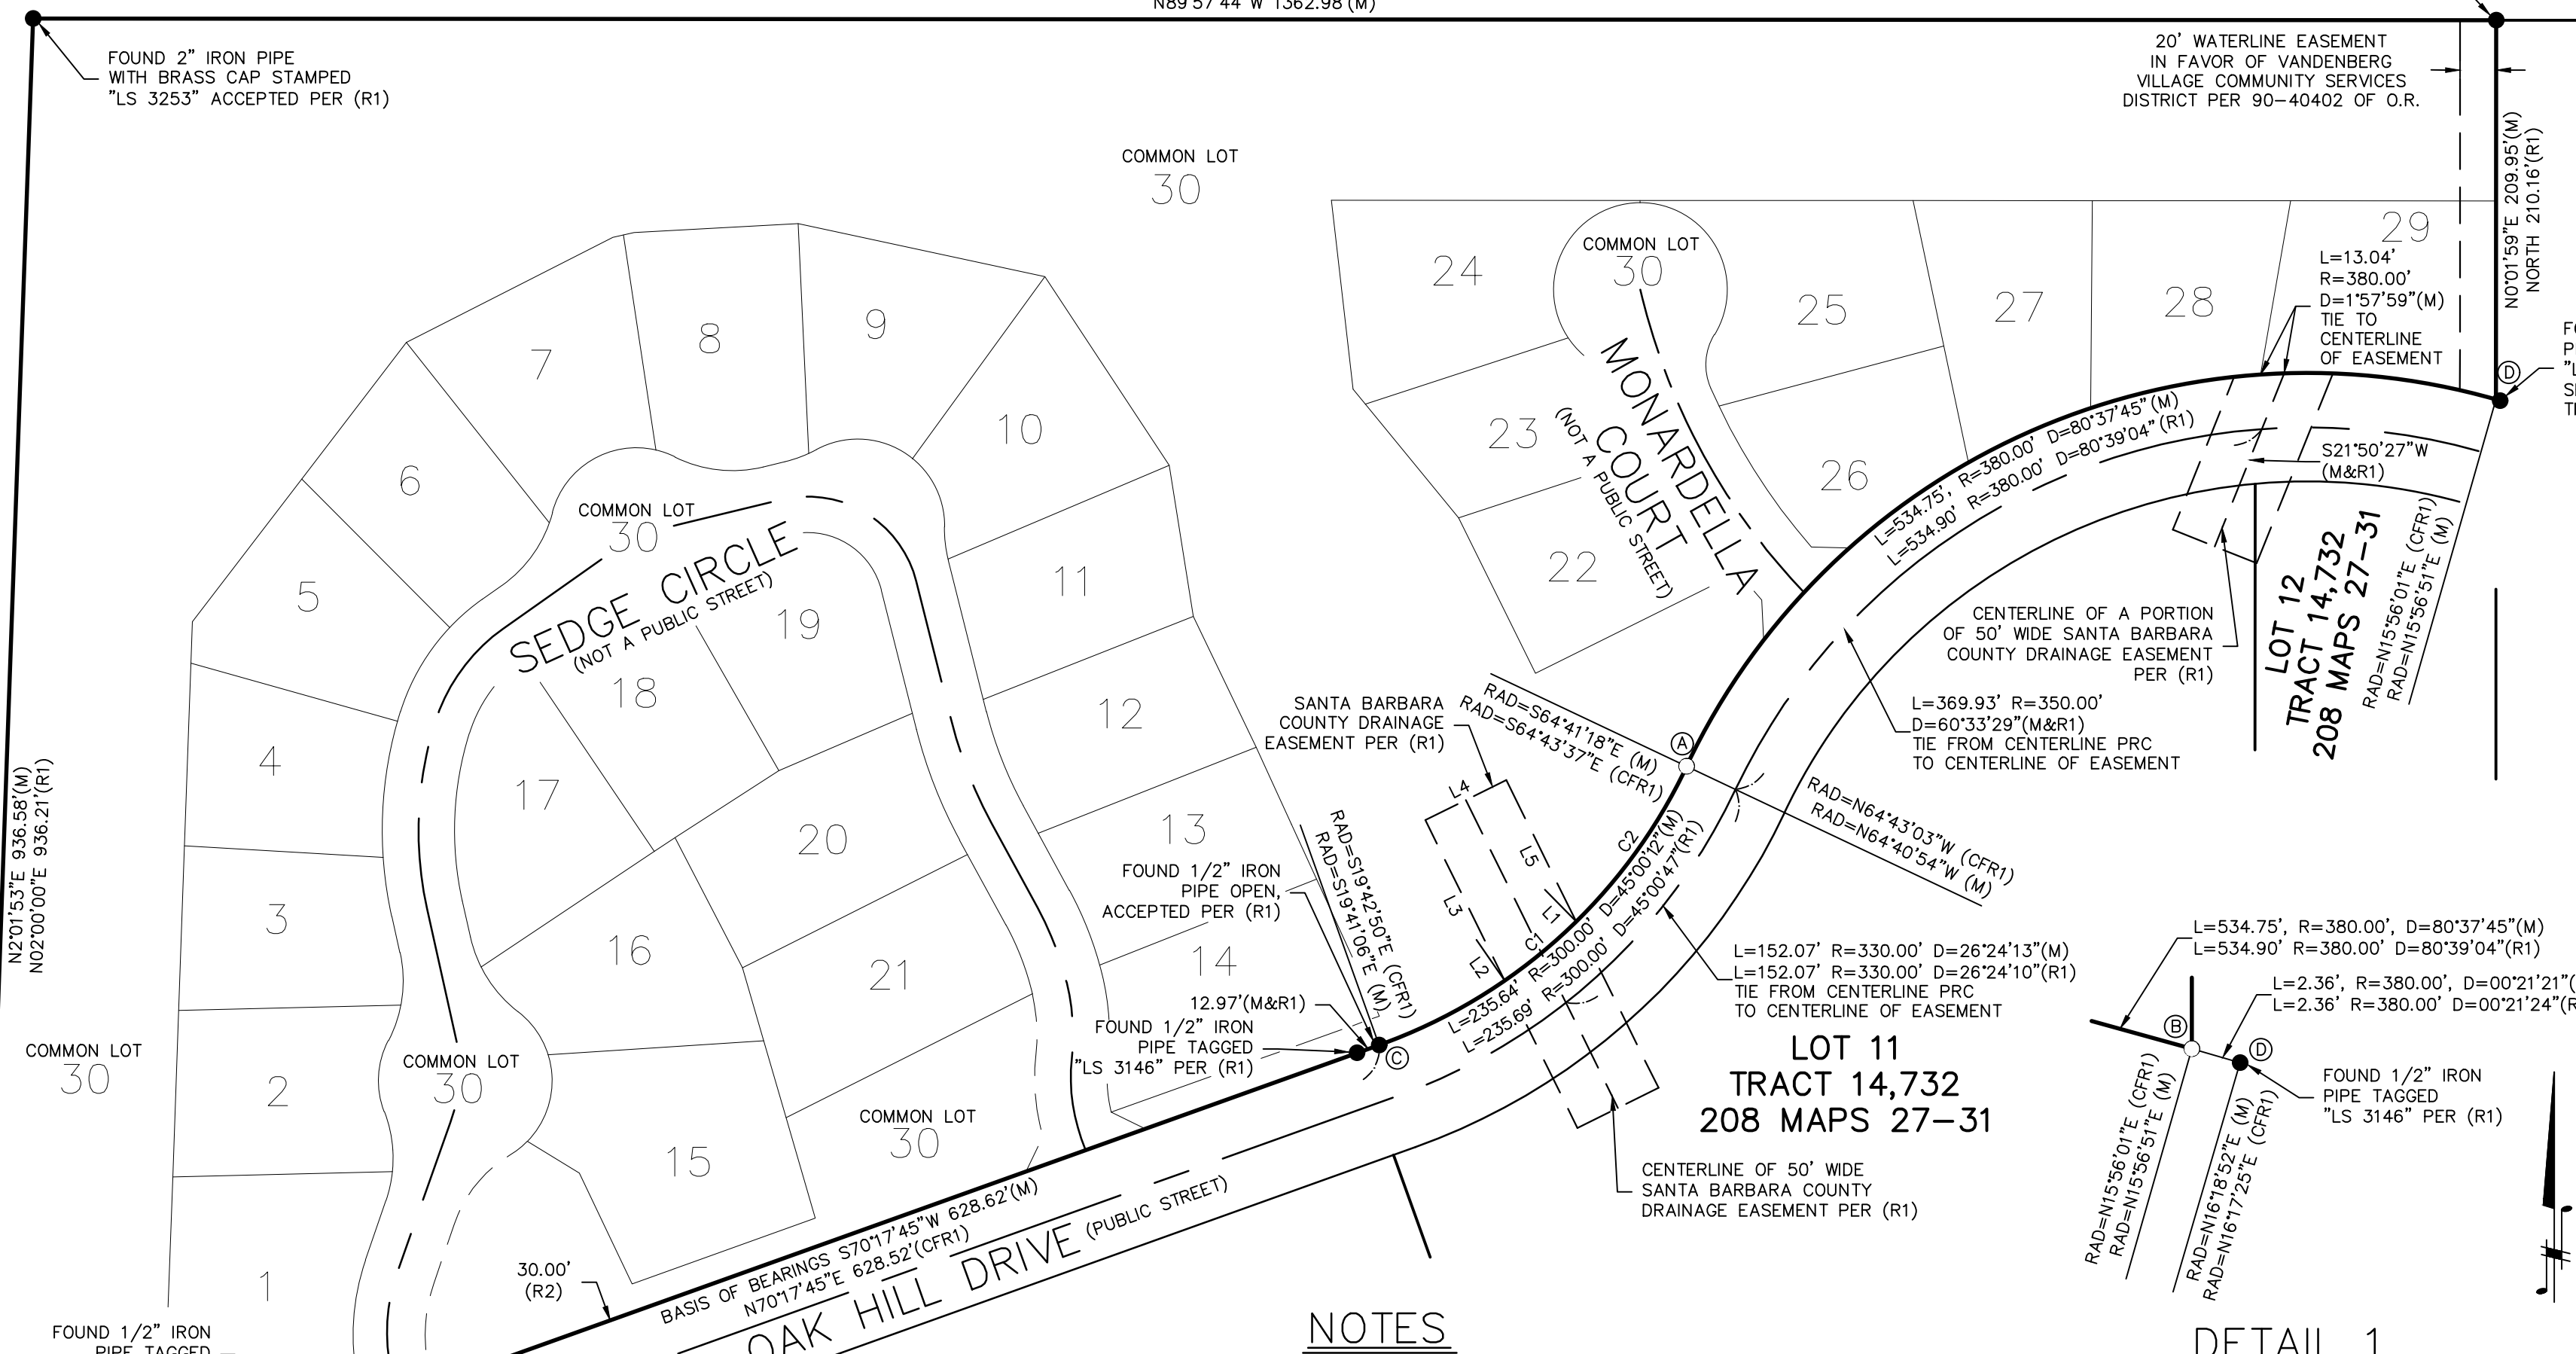 N89°57'44"W 1362.98'(M)
FOUND 2" IRON PIPE
WITH BRASS CAP STAMPED
"LS 3253" ACCEPTED PER (R1)
20' WATERLINE EASEMENT
IN FAVOR OF VANDENBERG
VILLAGE COMMUNITY SERVICES
DISTRICT PER 90-40402 OF O.R.
N0°01'59"E 209.95'(M)
NORTH 210.16'(R1)
COMMON LOT
30
24
COMMON LOT
30
25
27
28
29
L=13.04'
R=380.00'
D=1°57'59"(M)
TIE TO
CENTERLINE
OF EASEMENT
D
7
8
9
10
6
5
11
12
4
13
3
14
2
1
COMMON LOT
30
SEDGE CIRCLE
(NOT A PUBLIC STREET)
19
18
17
20
16
21
15
COMMON LOT
30
COMMON LOT
30
COMMON LOT
30
N2°01'53"E 936.58'(M)
N02°00'00"E 936.21'(R1)
23
22
26
MONARDELLA
COURT
(NOT A PUBLIC STREET)
L=534.75', R=380.00' D=80°37'45"(M)
L=534.90' R=380.00' D=80°39'04"(R1)
S21°50'27"W
(M&R1)
LOT 12
TRACT 14,732
208 MAPS 27-31
RAD=N15°56'01"E (CFR1)
RAD=N15°56'51"E (M)
CENTERLINE OF A PORTION
OF 50' WIDE SANTA BARBARA
COUNTY DRAINAGE EASEMENT
PER (R1)
L=369.93' R=350.00'
D=60°33'29"(M&R1)
TIE FROM CENTERLINE PRC
TO CENTERLINE OF EASEMENT
SANTA BARBARA
COUNTY DRAINAGE
EASEMENT PER (R1)
RAD=S64°41'18"E (M)
RAD=S64°43'37"E (CFR1)
A
RAD=N64°43'03"W (CFR1)
RAD=N64°40'54"W (M)
L4
L5
L3
L1
L2
C1
C2
L=235.64' R=300.00' D=45°00'12"(M)
L=235.69' R=300.00' D=45°00'47"(R1)
RAD=S19°42'50"E (CFR1)
RAD=S19°41'06"E (M)
FOUND 1/2" IRON
PIPE OPEN,
ACCEPTED PER (R1)
12.97'(M&R1)
FOUND 1/2" IRON
PIPE TAGGED
"LS 3146" PER (R1)
C
L=152.07' R=330.00' D=26°24'13"(M)
L=152.07' R=330.00' D=26°24'10"(R1)
TIE FROM CENTERLINE PRC
TO CENTERLINE OF EASEMENT
LOT 11
TRACT 14,732
208 MAPS 27-31
CENTERLINE OF 50' WIDE
SANTA BARBARA COUNTY
DRAINAGE EASEMENT PER (R1)
L=534.75', R=380.00', D=80°37'45"(M)
L=534.90' R=380.00' D=80°39'04"(R1)
L=2.36', R=380.00', D=00°21'21"(
L=2.36' R=380.00' D=00°21'24"(R
B
D
FOUND 1/2" IRON
PIPE TAGGED
"LS 3146" PER (R1)
RAD=N15°56'01"E (CFR1)
RAD=N15°56'51"E (M)
RAD=N16°18'52"E (M)
RAD=N16°17'25"E (CFR1)
30.00'
(R2)
BASIS OF BEARINGS S70°17'45"W 628.62'(M)
N70°17'45"E 628.52'(CFR1)
OAK HILL DRIVE (PUBLIC STREET)
FOUND 1/2" IRON
PIPE TAGGED
NOTES
DETAIL 1